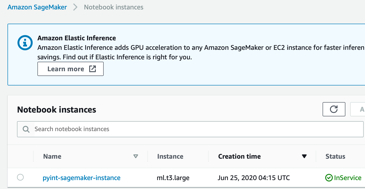 Amazon SageMaker > Notebook instances
Amazon Elastic Inference
Amazon Elastic Inference adds GPU acceleration to any Amazon SageMaker or EC2 instance for faster inferen
savings. Find out if Elastic Inference is right for you.
Learn more
Notebook instances
A
Search notebook instances
Name Instance Creation time Status
pyint-sagemaker-instance ml.t3.large Jun 25, 2020 04:15 UTC InService